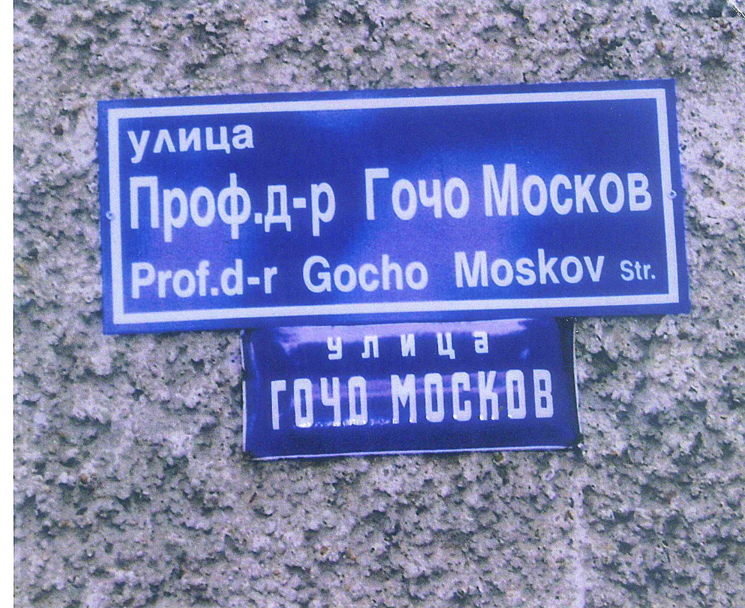 улица
Проф.д-р Гочо Москов
Prof.d-r Gocho Moskov Str.
улица
ГОЧО МОСКОВ